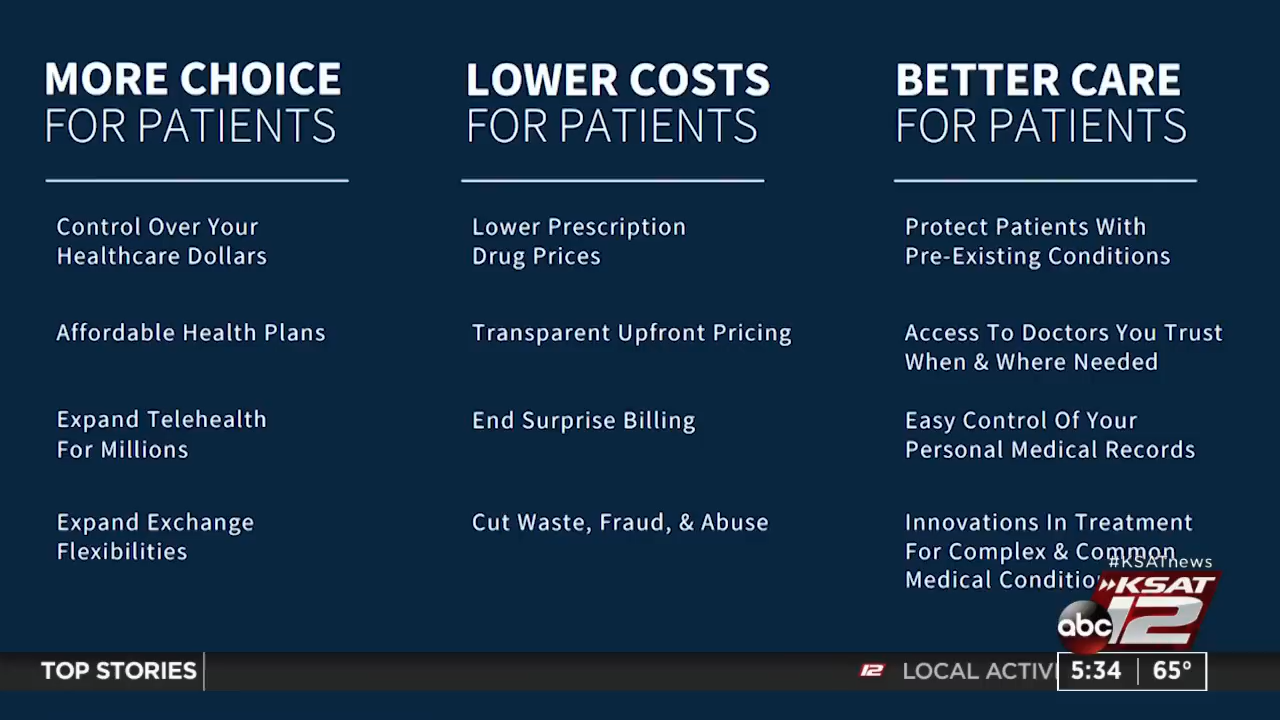 MORE CHOICE
FOR PATIENTS
Control Over Your
Healthcare Dollars
Affordable Health Plans
Expand Telehealth
For Millions
Expand Exchange
Flexibilities
LOWER COSTS
FOR PATIENTS
Lower Prescription
Drug Prices
Transparent Upfront Pricing
End Surprise Billing
Cut Waste, Fraud, & Abuse
BETTER CARE
FOR PATIENTS
Protect Patients With
Pre-Existing Conditions
Access To Doctors You Trust
When & Where Needed
Easy Control Of Your
Personal Medical Records
Innovations In Treatment
For Complex & Common
Medical Conditio
#KSATnews
KSAT
abc 12
TOP STORIES
12 LOCAL ACTIV
5:34 65°